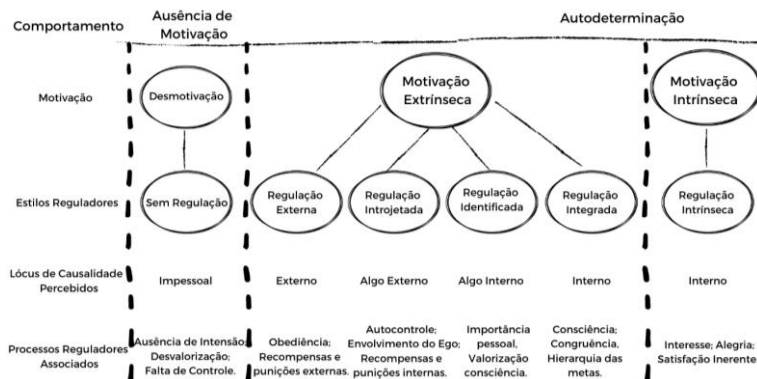 Comportamento
Ausência de
Motivação
Autodeterminação
Motivação
Desmotivação
Motivação
Extrínseca
Motivação
Intrínseca
Estilos Reguladores
Sem Regulação
Regulação
Externa
Regulação
Introjetada
Regulação
Identificada
Regulação
Integrada
Regulação
Intrínseca
Lócus de Causalidade
Percebidos
Impessoal
Externo
Algo Externo
Algo Interno
Interno
Interno
Processos Reguladores
Associados
Ausência de Intensão;
Desvalorização;
Falta de Controle.
Obediência;
Recompensas e
punições externas.
Autocontrole;
Envolvimento do Ego;
Recompensas e
punições internas.
Importância
pessoal,
Valorização
consciência.
Consciência;
Congruência,
Hierarquia das
metas.
Interesse; Alegria;
Satisfação Inerente.